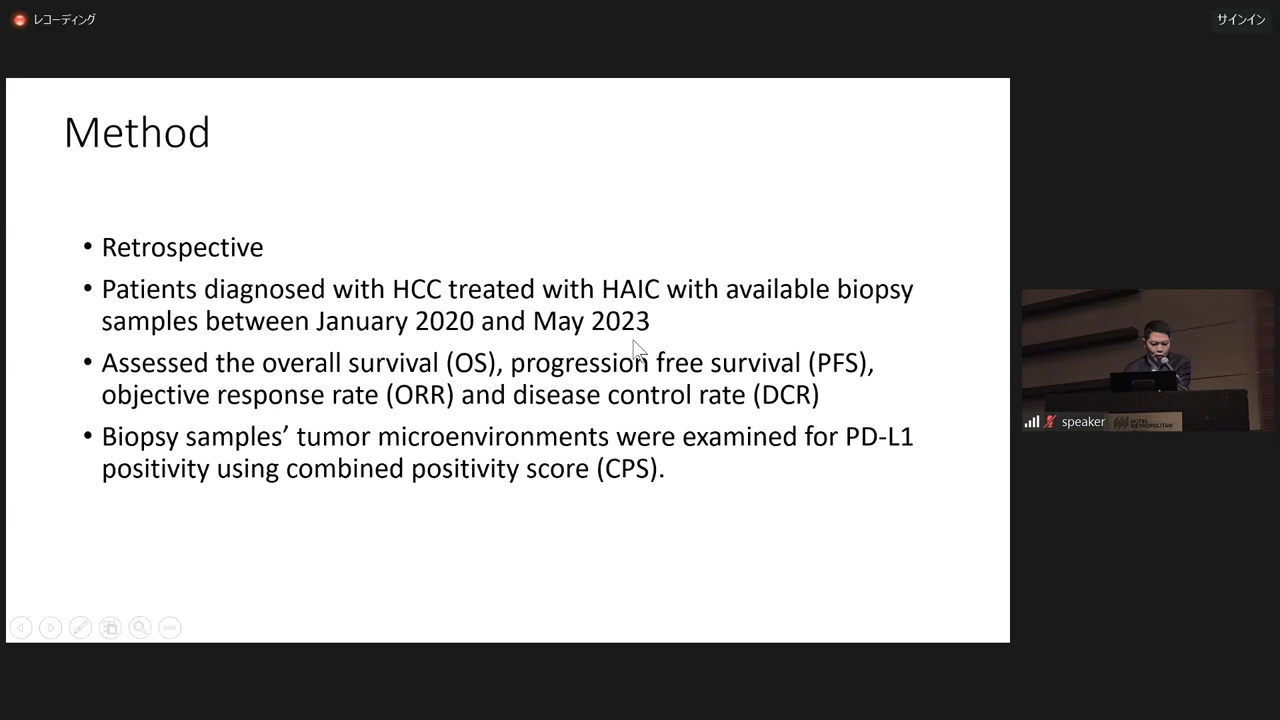 レコーディング
サインイン
Method
• Retrospective
• Patients diagnosed with HCC treated with HAIC with available biopsy
samples between January 2020 and May 2023
• Assessed the overall survival (OS), progression free survival (PFS),
objective response rate (ORR) and disease control rate (DCR)
• Biopsy samples’ tumor microenvironments were examined for PD-L1
positivity using combined positivity score (CPS).
speaker
HOTEL
METROPOLITAN